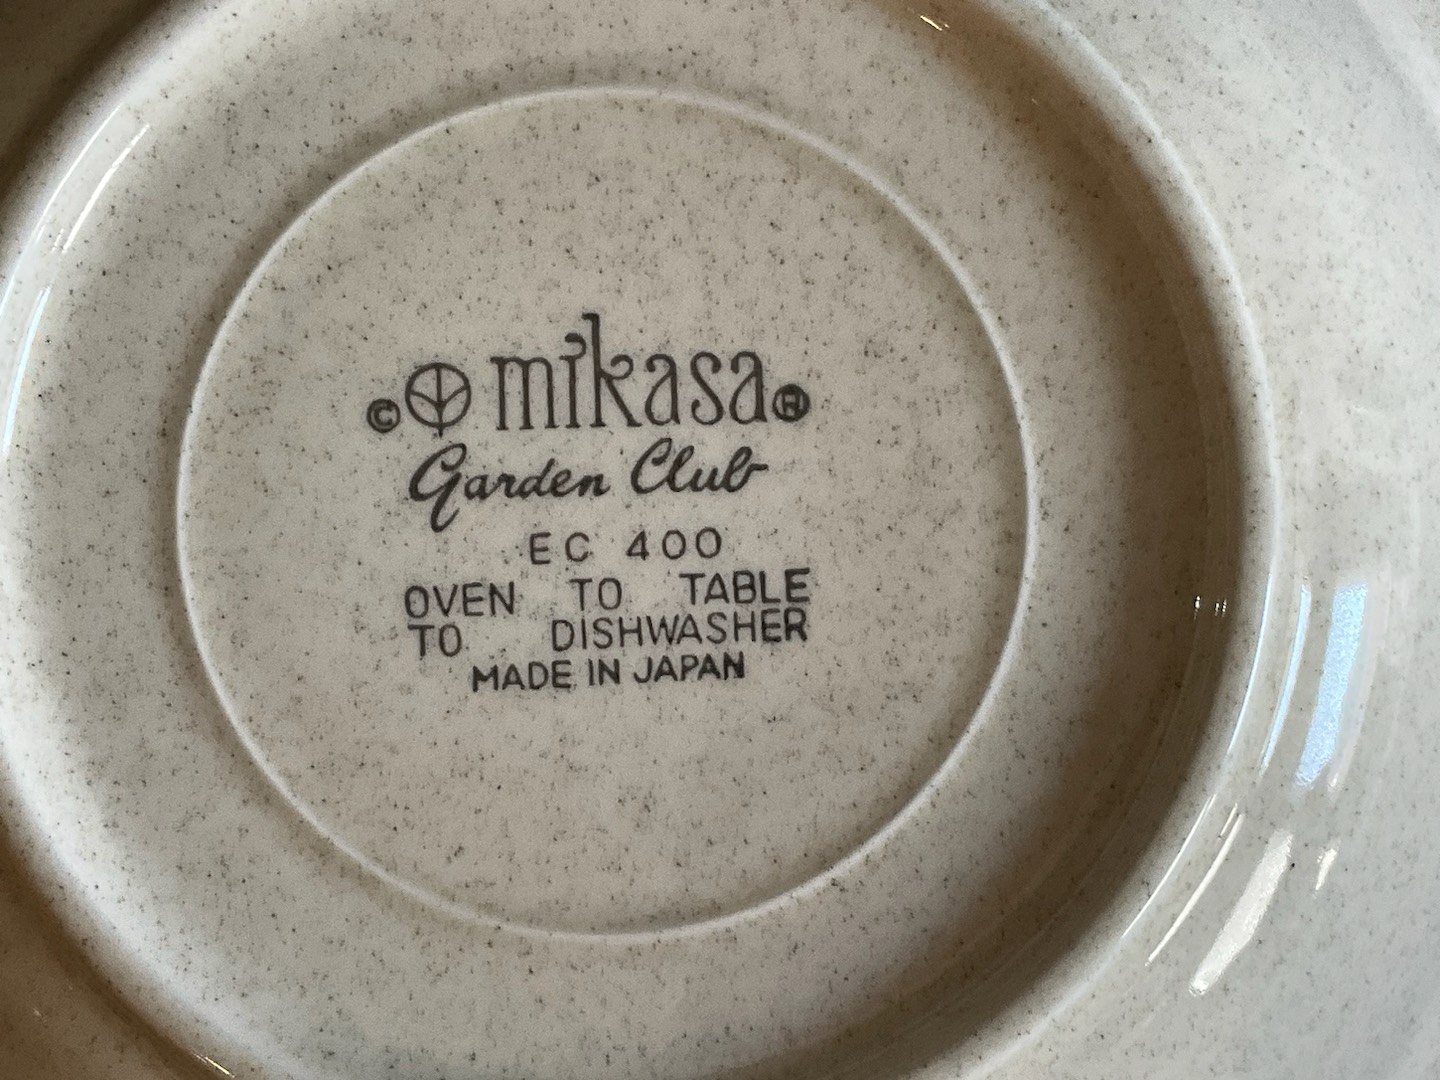 © mikasa ®
Garden Club
EC 400
OVEN TO TABLE
TO DISHWASHER
MADE IN JAPAN